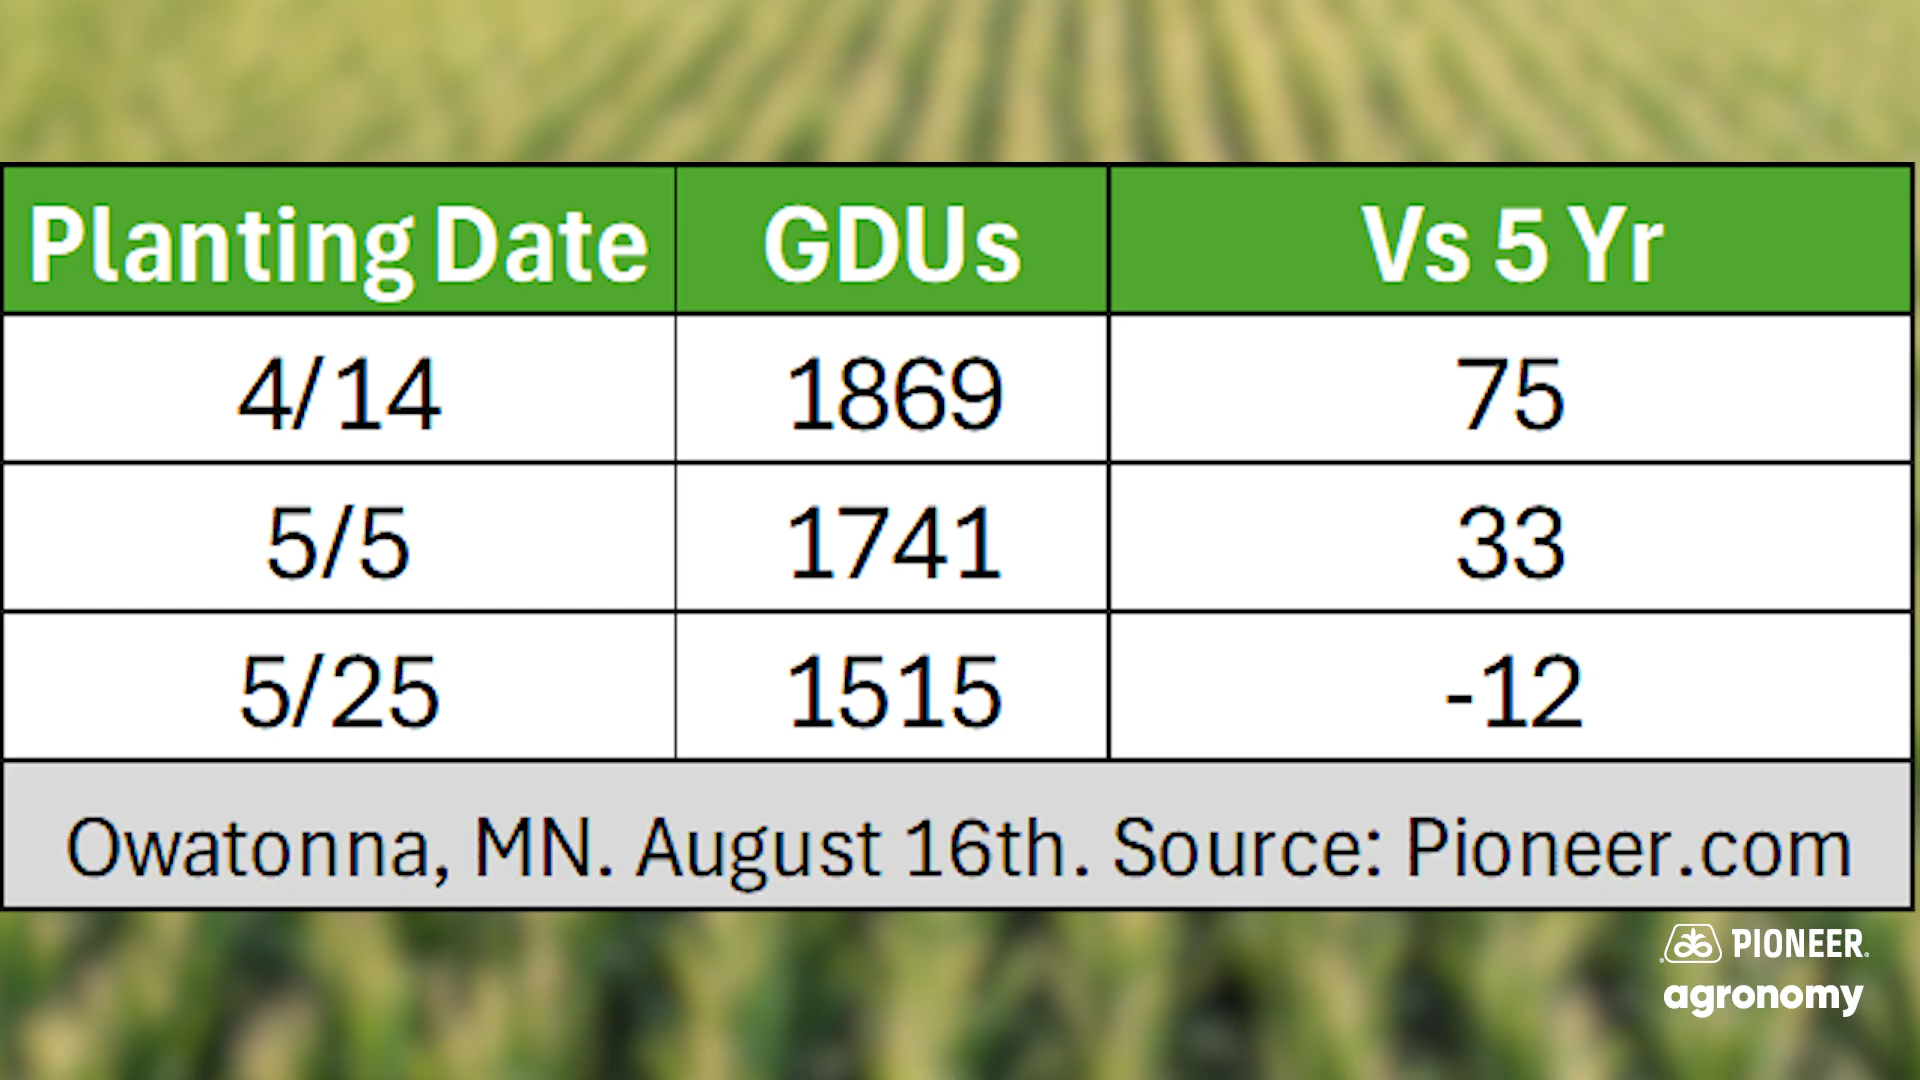 Planting Date GDUs Vs 5 Yr
4/14 1869 75
5/5 1741 33
5/25 1515 -12
Owatonna, MN. August 16th. Source: Pioneer.com
PIONEER
agronomy